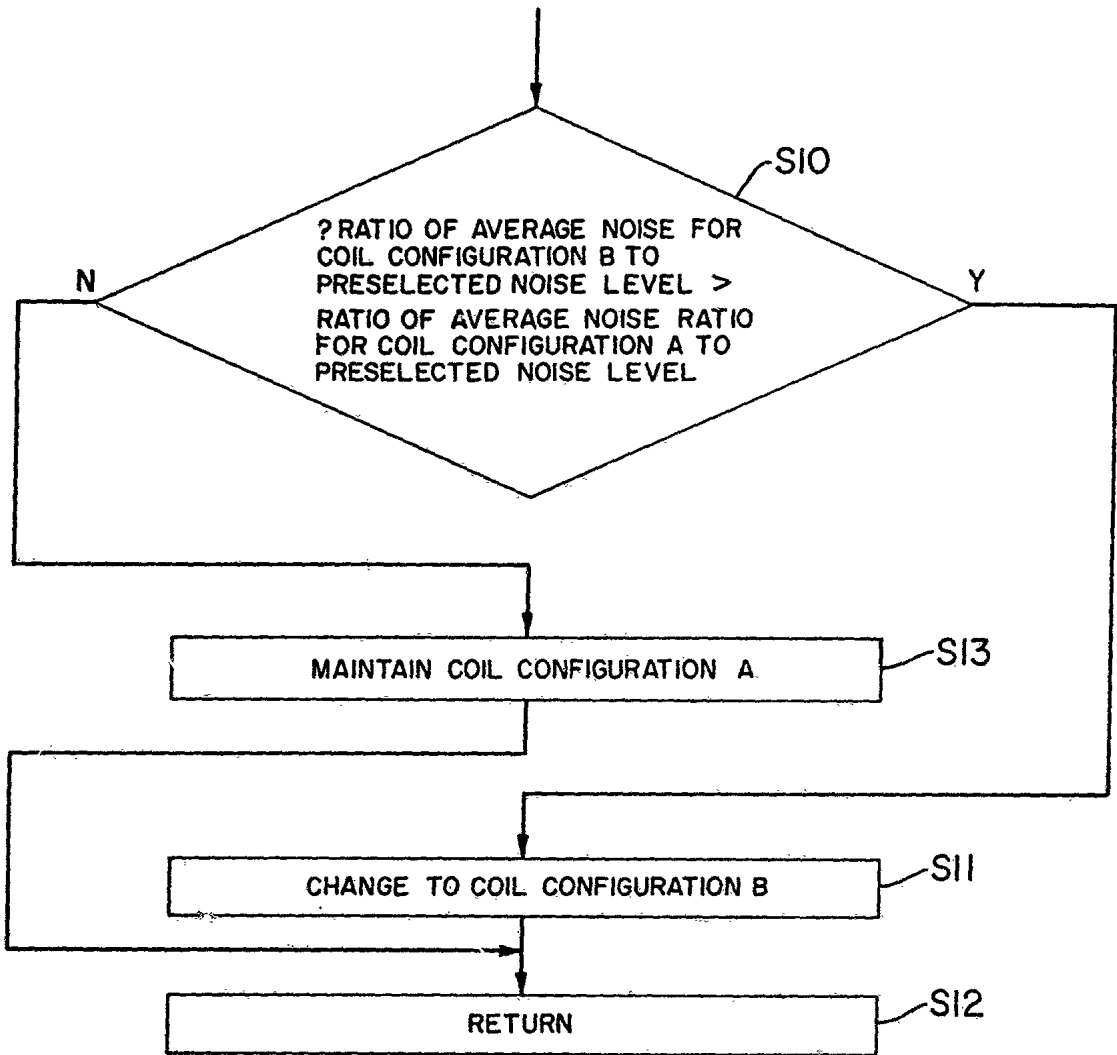 S10
? RATIO OF AVERAGE NOISE FOR
COIL CONFIGURATION B TO
PRESELECTED NOISE LEVEL >
RATIO OF AVERAGE NOISE RATIO
FOR COIL CONFIGURATION A TO
PRESELECTED NOISE LEVEL
N
Y
MAINTAIN COIL CONFIGURATION A
S13
CHANGE TO COIL CONFIGURATION B
S11
RETURN
S12